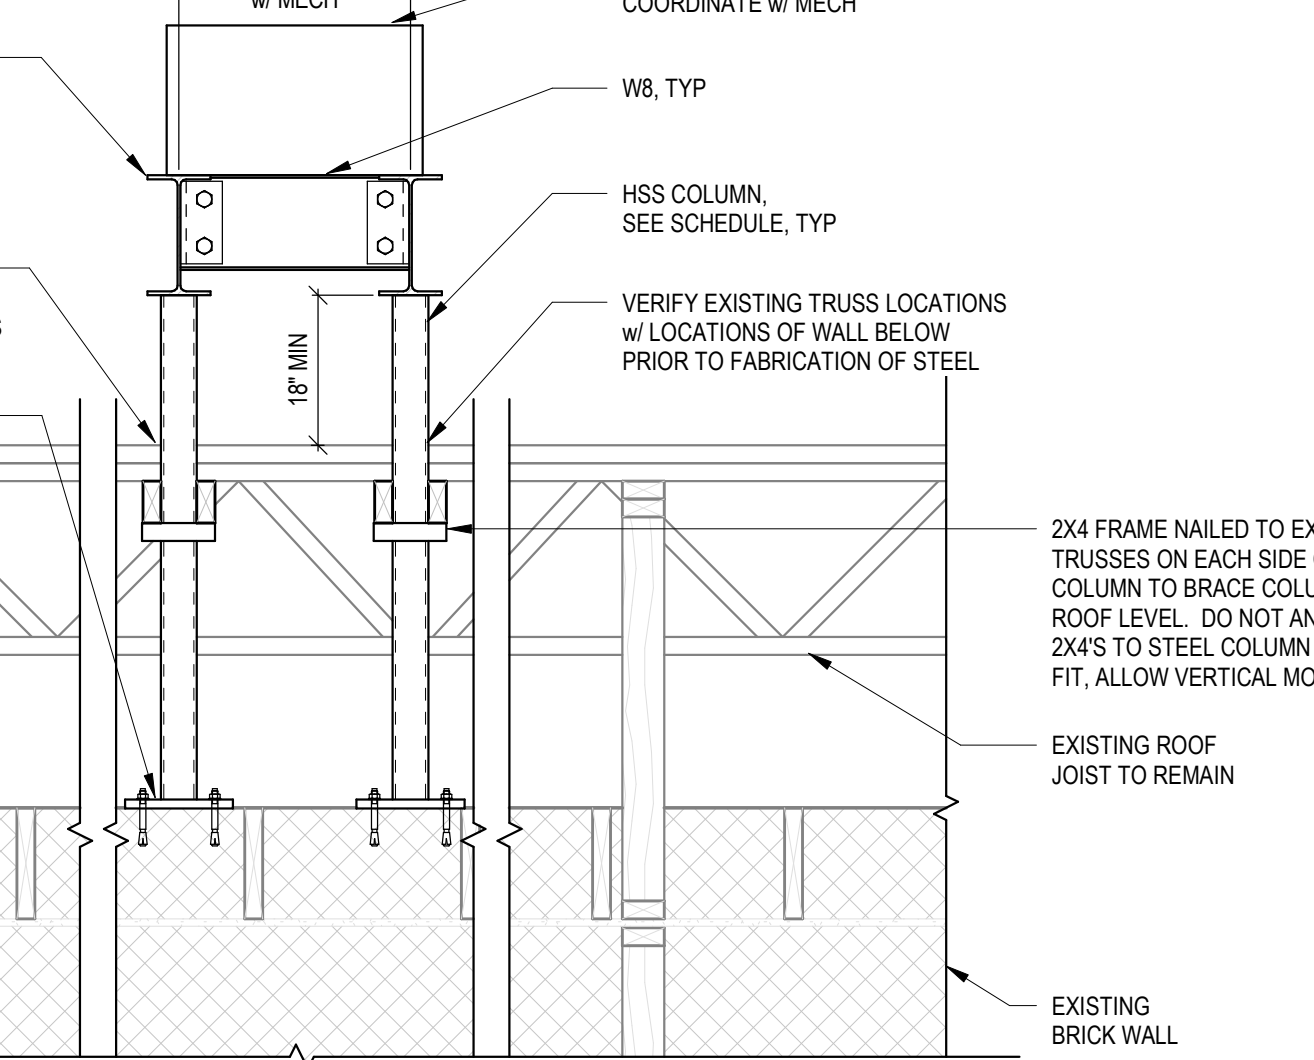 w/ MECH
COORDINATE w/ MECH
W8, TYP
HSS COLUMN,
SEE SCHEDULE, TYP
VERIFY EXISTING TRUSS LOCATIONS
w/ LOCATIONS OF WALL BELOW
PRIOR TO FABRICATION OF STEEL
S
18" MIN
2X4 FRAME NAILED TO EX
TRUSSES ON EACH SIDE
COLUMN TO BRACE COLU
ROOF LEVEL. DO NOT AN
2X4'S TO STEEL COLUMN
FIT, ALLOW VERTICAL MO
EXISTING ROOF
JOIST TO REMAIN
EXISTING
BRICK WALL